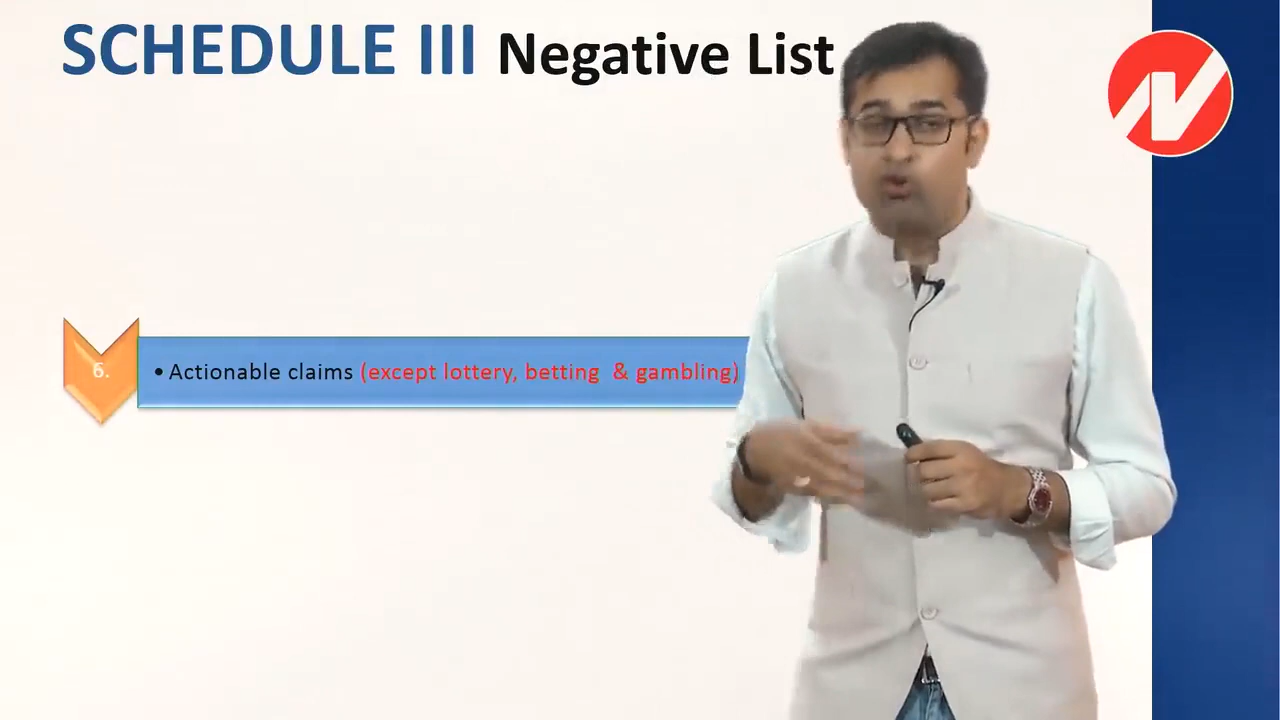 SCHEDULE III Negative List
6.
• Actionable claims (except lottery, betting & gambling)